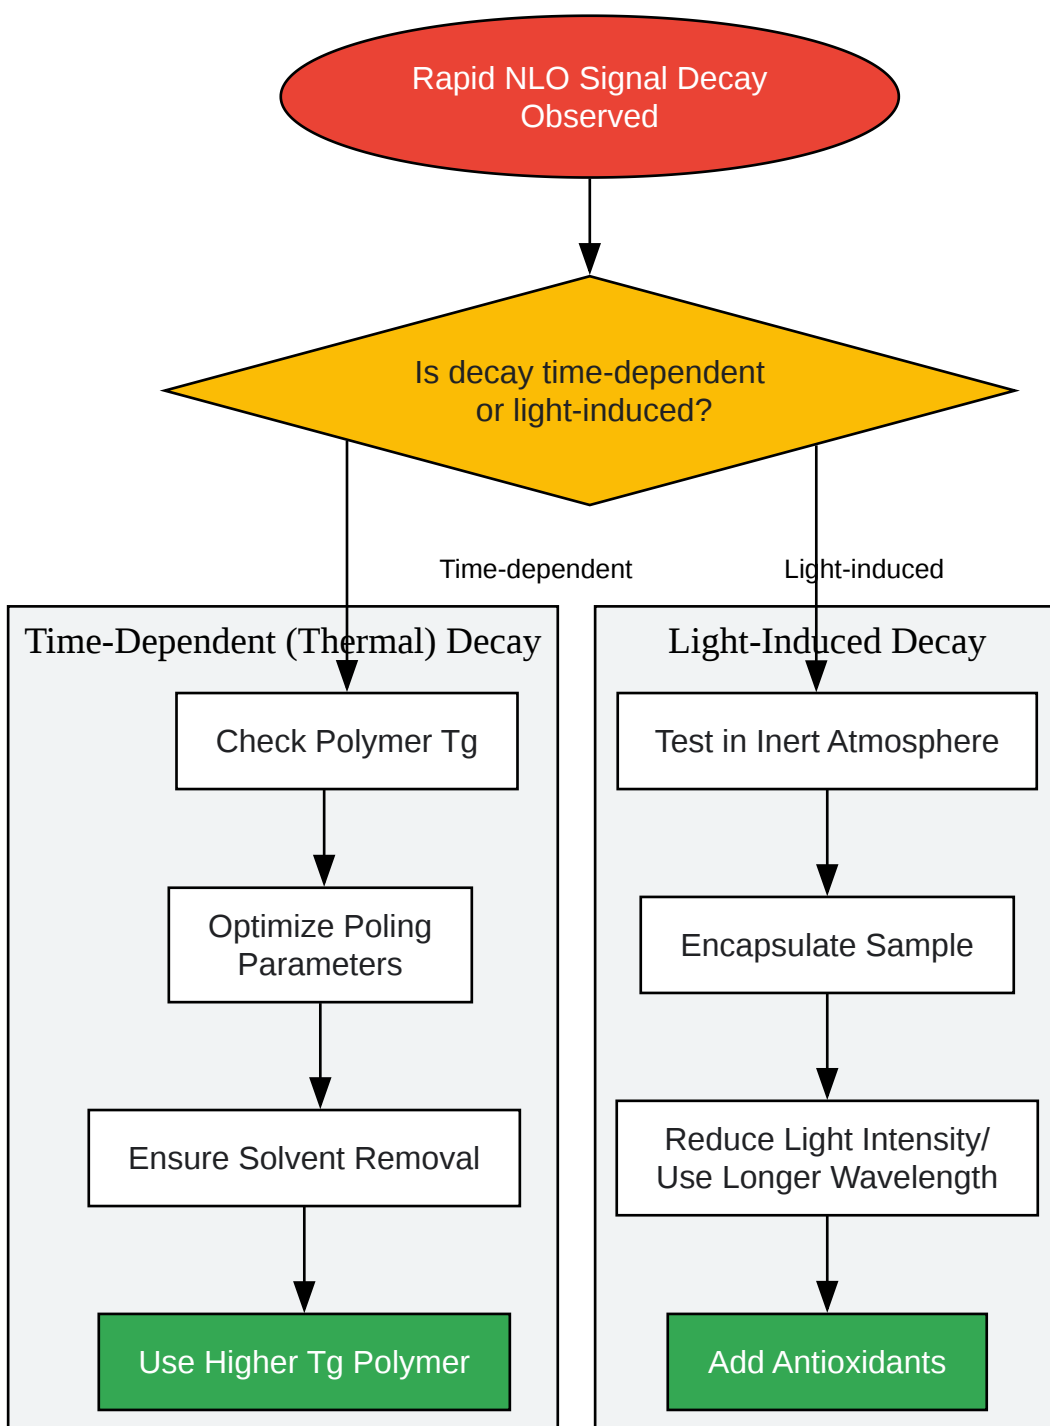 Rapid NLO Signal Decay
Observed
Is decay time-dependent
or light-induced?
Time-dependent
Light-induced
Time-Dependent (Thermal) Decay
Check Polymer Tg
Optimize Poling
Parameters
Ensure Solvent Removal
Use Higher Tg Polymer
Light-Induced Decay
Test in Inert Atmosphere
Encapsulate Sample
Reduce Light Intensity/
Use Longer Wavelength
Add Antioxidants